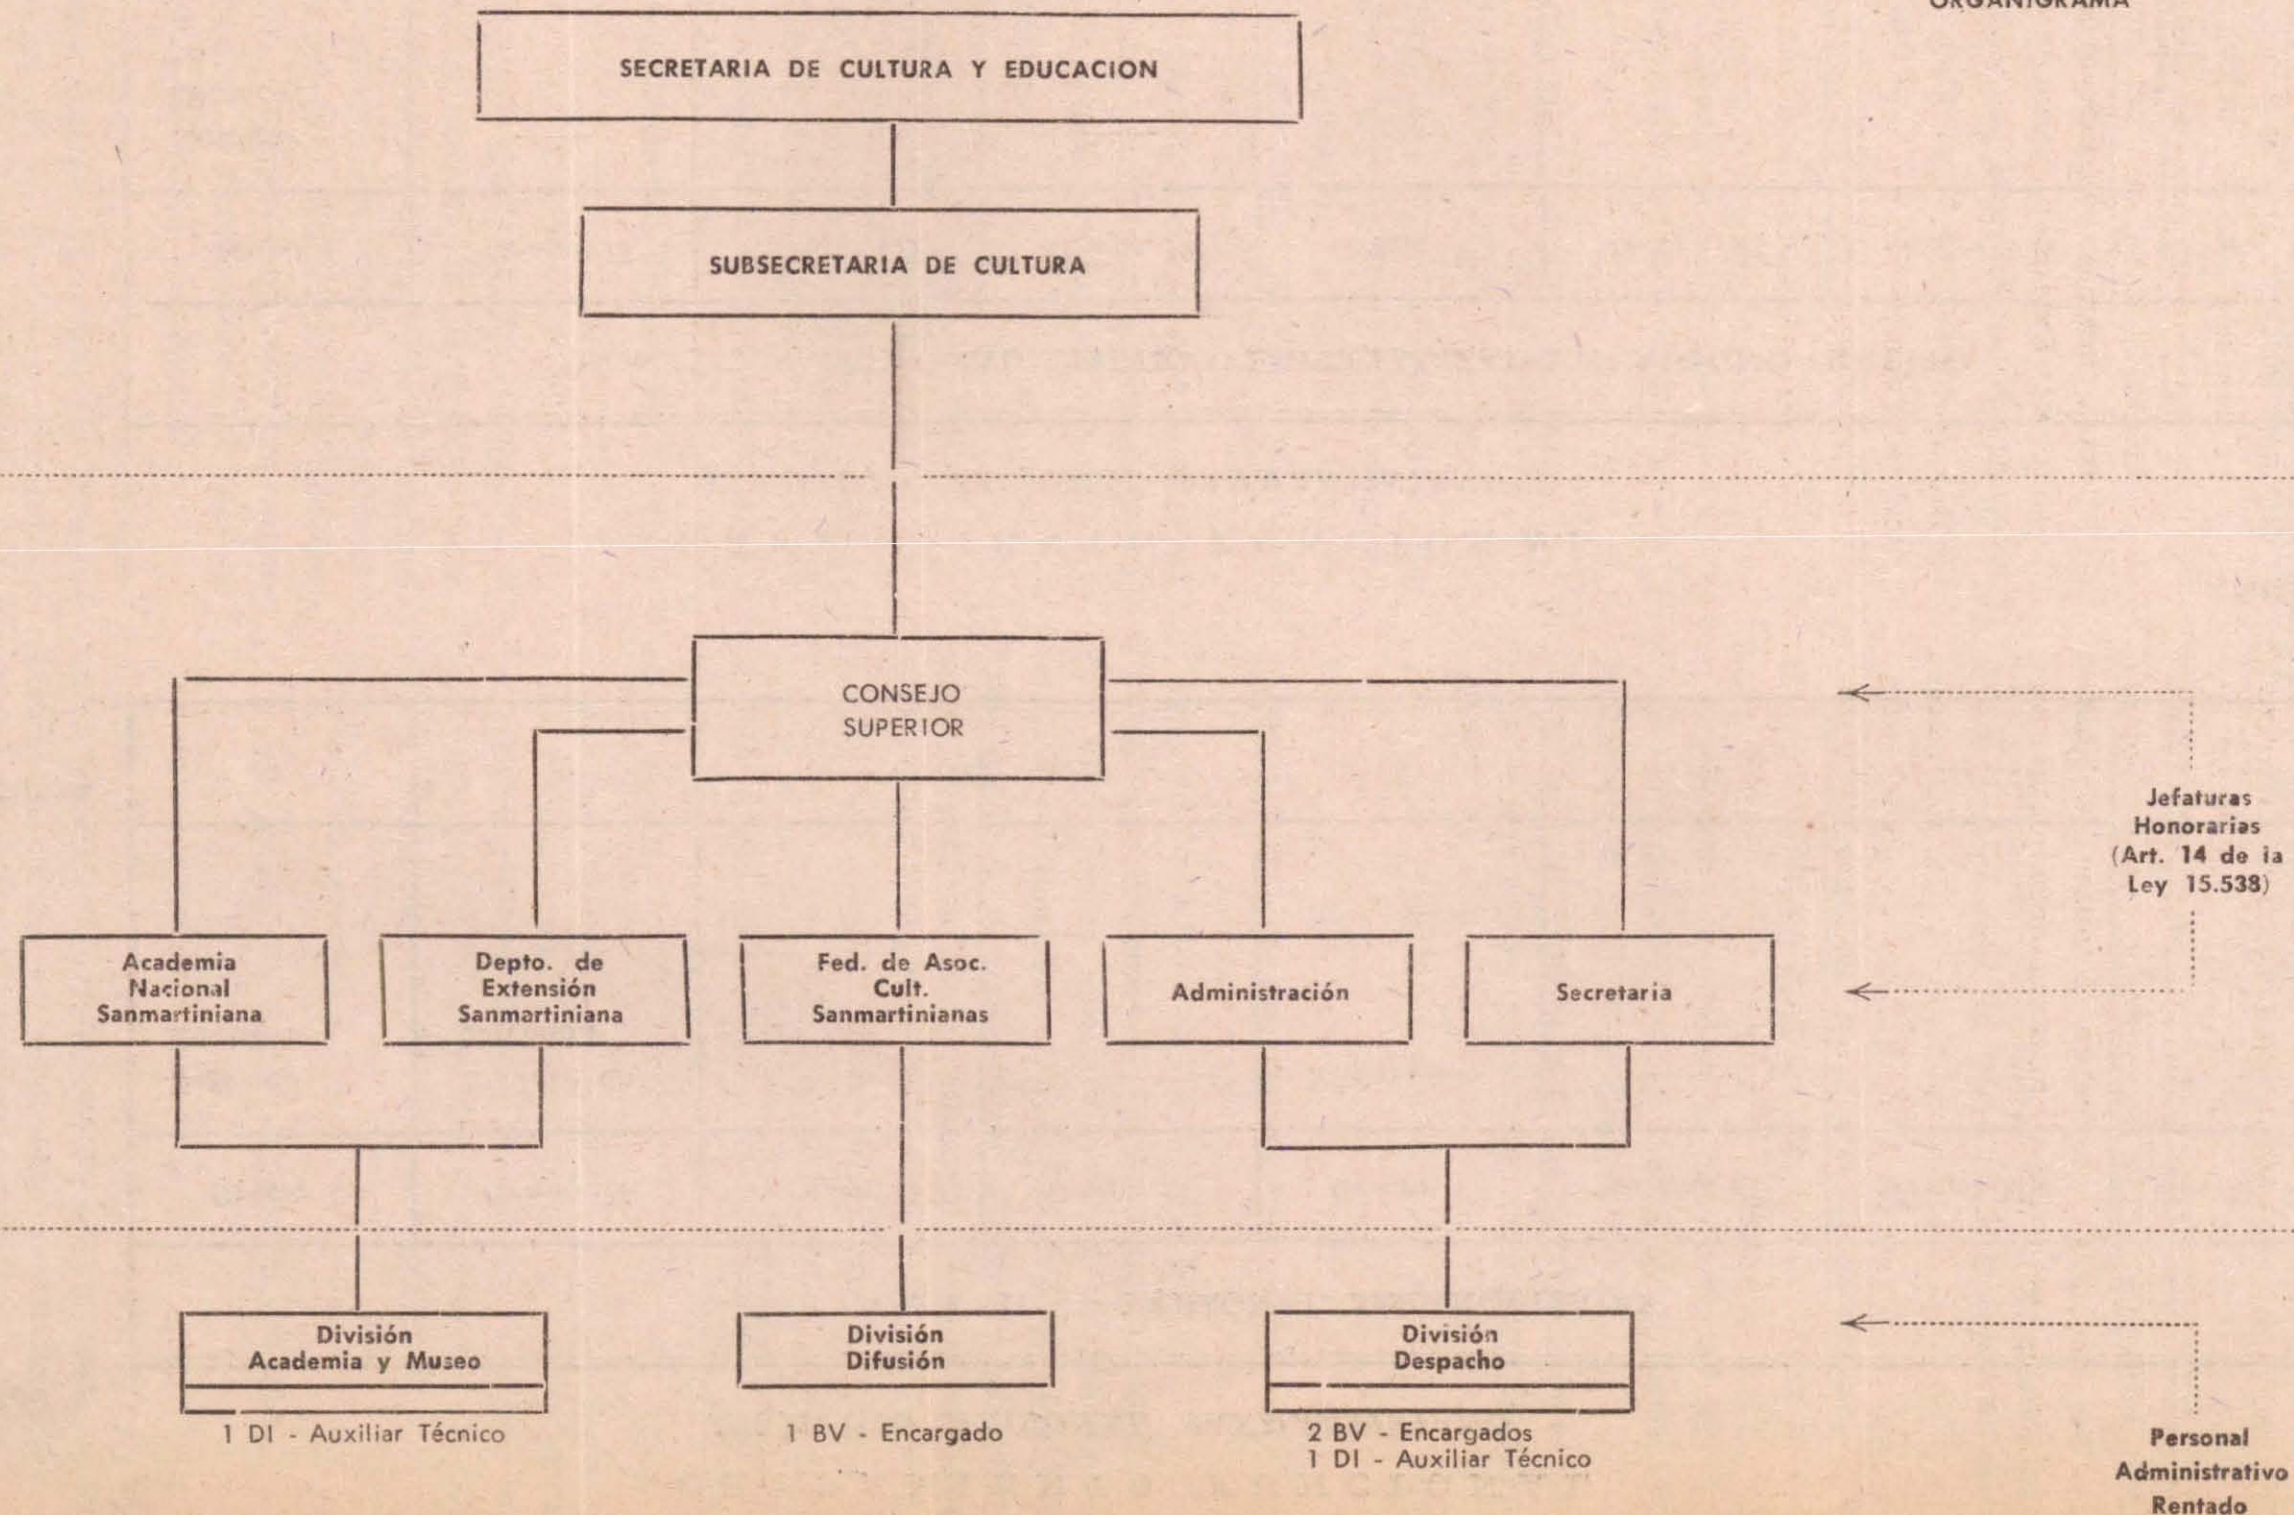 ORGANIGRAMA
SECRETARIA DE CULTURA Y EDUCACION
SUBSECRETARIA DE CULTURA
CONSEJO
SUPERIOR
Jefaturas
Honorarias
(Art. 14 de la
Ley 15.538)
Academia
Nacional
Sanmartiniana
Depto. de
Extensión
Sanmartiniana
Fed. de Asoc.
Cult.
Sanmartinianas
Administración
Secretaria
División
Academia y Museo
1 DI - Auxiliar Técnico
División
Difusión
1 BV - Encargado
División
Despacho
2 BV - Encargados
1 DI - Auxiliar Técnico
Personal
Administrativo
Rentado